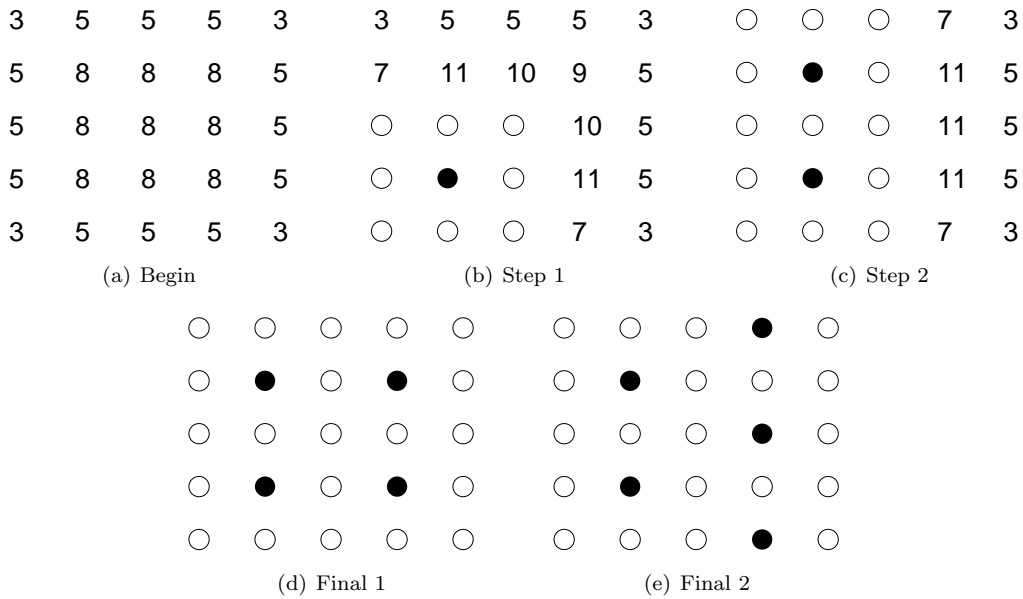 3 5 5 5 3 3 5 5 5 3 7 3
5 8 8 8 5 7 11 10 9 5 11 5
5 8 8 8 5 10 5 11 5
5 8 8 8 5 11 5 11 5
3 5 5 5 3 7 3 7 3
(a) Begin (b) Step 1 (c) Step 2
(d) Final 1 (e) Final 2